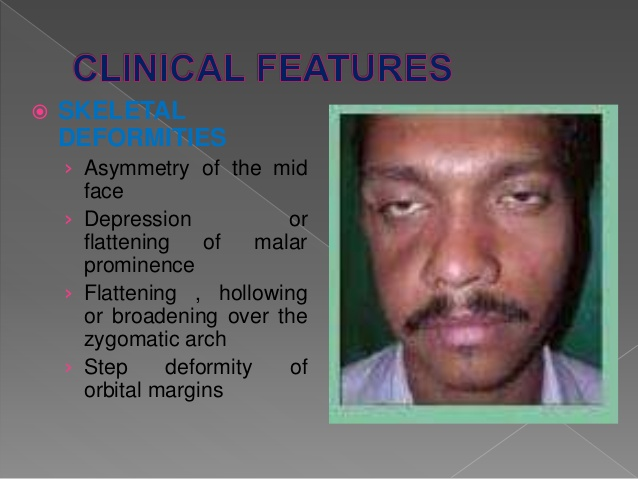 CLINICAL FEATURES
SKELETAL
DEFORMITIES
› Asymmetry of the mid
face
› Depression or
flattening of malar
prominence
› Flattening , hollowing
or broadening over the
zygomatic arch
› Step deformity of
orbital margins